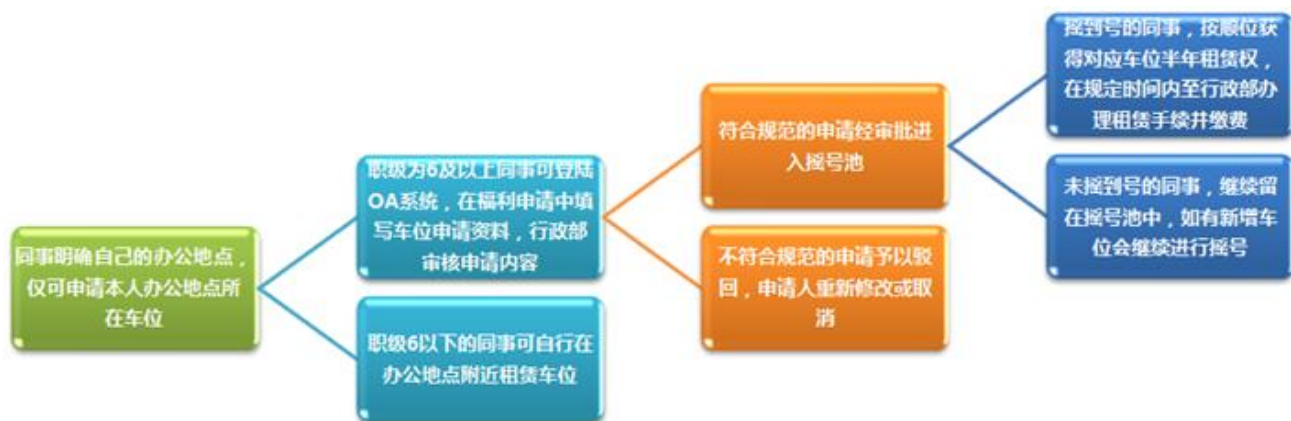 同事明确自己的办公地点，
仅可申请本人办公地点所
在车位
职级为6及以上同事可登陆
OA系统，在福利申请中填
写车位申请资料，行政部
审核申请内容
职级6以下的同事可自行在
办公地点附近租赁车位
符合规范的申请经审批进
入摇号池
不符合规范的申请予以驳
回，申请人重新修改或取
消
摇到号的同事，按顺位获
得对应车位半年租赁权，
在规定时间内至行政部办
理租赁手续并缴费
未摇到号的同事，继续留
在摇号池中，如有新增车
位会继续进行摇号